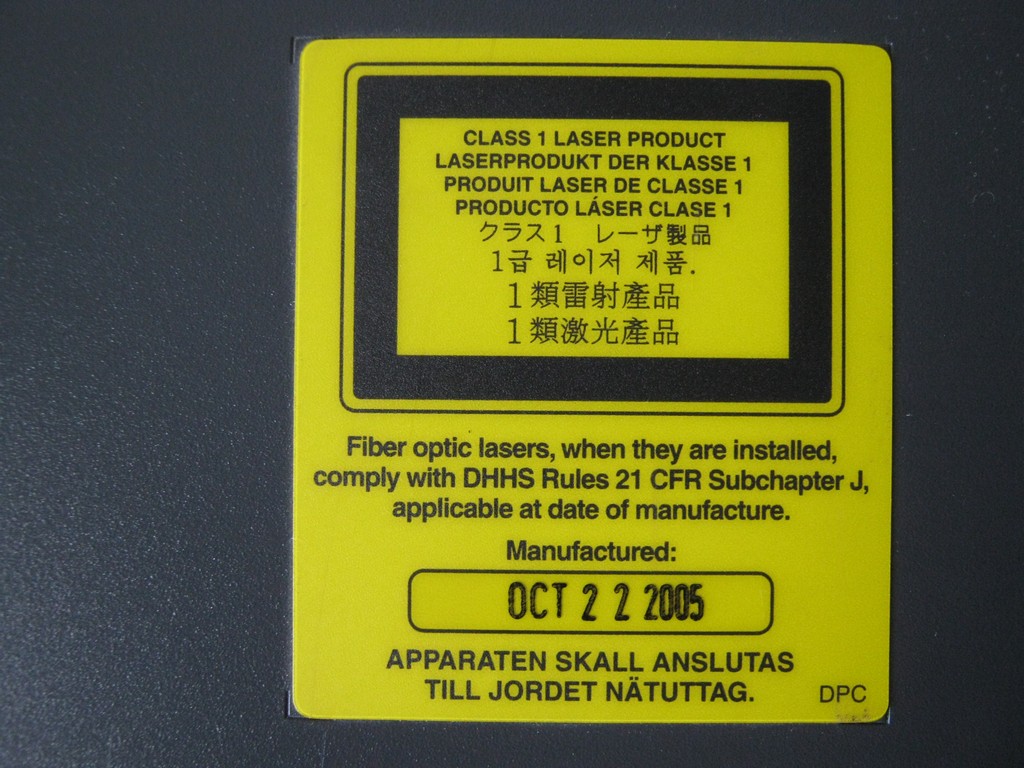 CLASS 1 LASER PRODUCT
LASERPRODUKT DER KLASSE 1
PRODUIT LASER DE CLASSE 1
PRODUCTO LÁSER CLASE 1
クラス1 レーザ製品
1급 레이저 제품.
1類雷射產品
1類激光產品
Fiber optic lasers, when they are installed,
comply with DHHS Rules 21 CFR Subchapter J,
applicable at date of manufacture.
Manufactured:
OCT 2 2 2005
APPARATEN SKALL ANSLUTAS
TILL JORDET NÄTUTTAG.
DPC